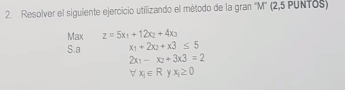 2. Resolver el siguiente ejercicio utilizando el método de la gran "M" (2,5 PUNTOS)
Max z = 5x₁ + 12x₂ + 4x₃
S.a x₁ + 2x₂ + x3 ≤ 5
2x₁ - x₂ + 3x3 = 2
∀ xⱼ ∈ R y xⱼ ≥ 0